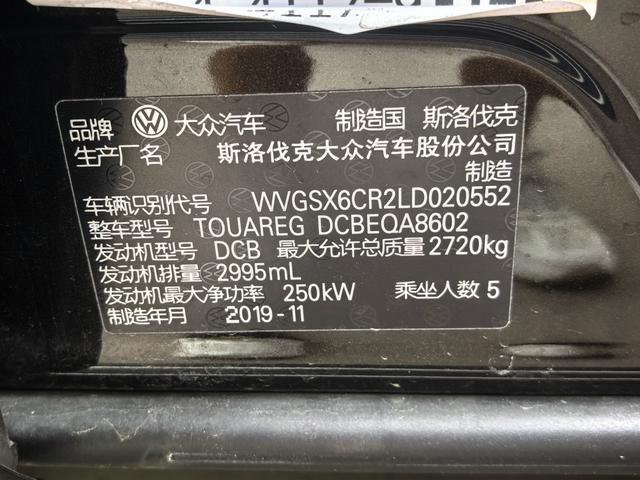 品牌 大众汽车 制造国 斯洛伐克
生产厂名 斯洛伐克大众汽车股份公司
制造
车辆识别代号 WVGSX6CR2LD020552
整车型号 TOUAREG DCBEQA8602
发动机型号 DCB 最大允许总质量 2720kg
发动机排量 2995mL
发动机最大净功率 250kW 乘坐人数 5
制造年月 2019-11